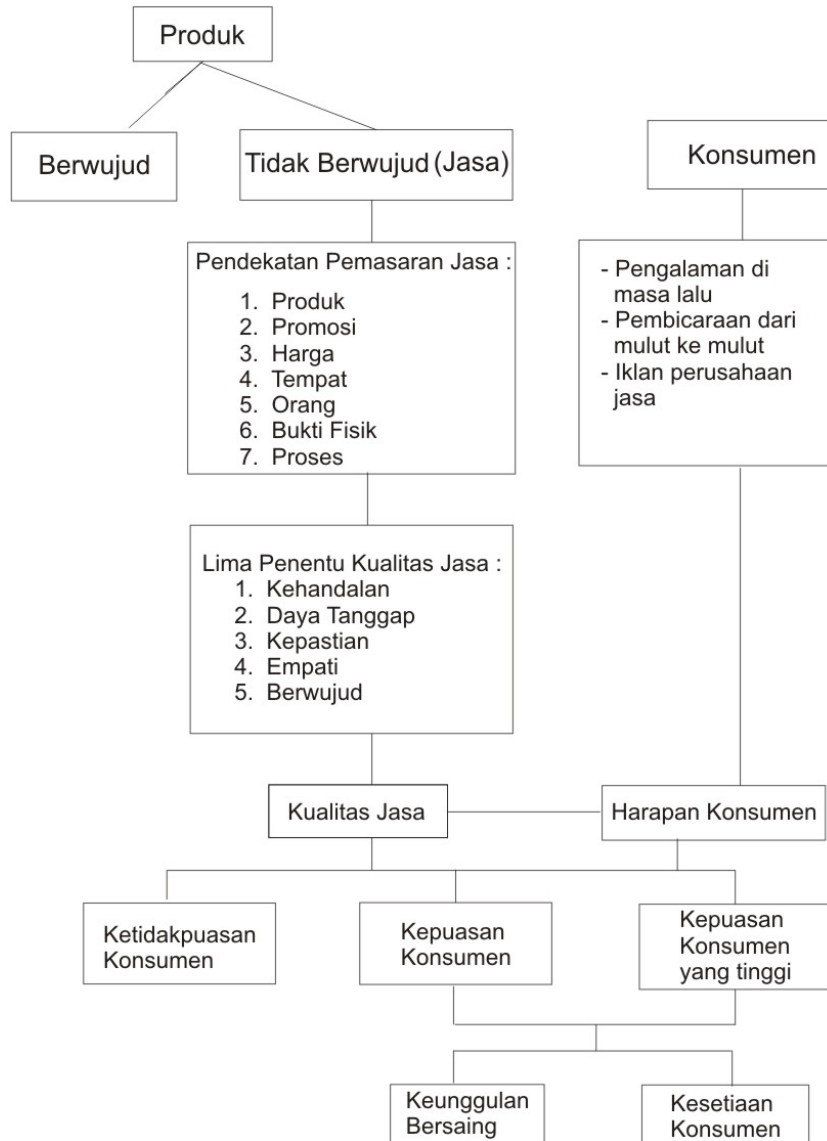 Produk
Berwujud
Tidak Berwujud (Jasa)
Konsumen
Pendekatan Pemasaran Jasa :
1. Produk
2. Promosi
3. Harga
4. Tempat
5. Orang
6. Bukti Fisik
7. Proses
- Pengalaman di
masa lalu
- Pembicaraan dari
mulut ke mulut
- Iklan perusahaan
jasa
Lima Penentu Kualitas Jasa :
1. Kehandalan
2. Daya Tanggap
3. Kepastian
4. Empati
5. Berwujud
Kualitas Jasa
Harapan Konsumen
Ketidakpuasan
Konsumen
Kepuasan
Konsumen
Kepuasan
Konsumen
yang tinggi
Keunggulan
Bersaing
Kesetiaan
Konsumen